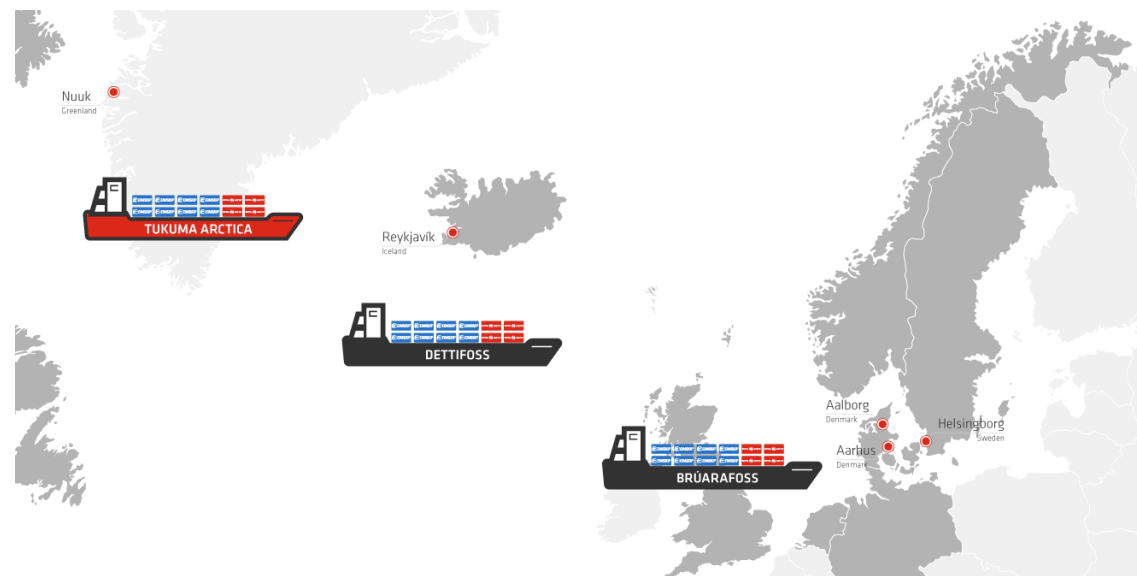 Nuuk
Greenland
TUKUMA ARCTICA
Reykjavík
Iceland
DETTIFOSS
Aalborg
Denmark
Helsingborg
Sweden
Aarhus
Denmark
BRÚARAFOSS